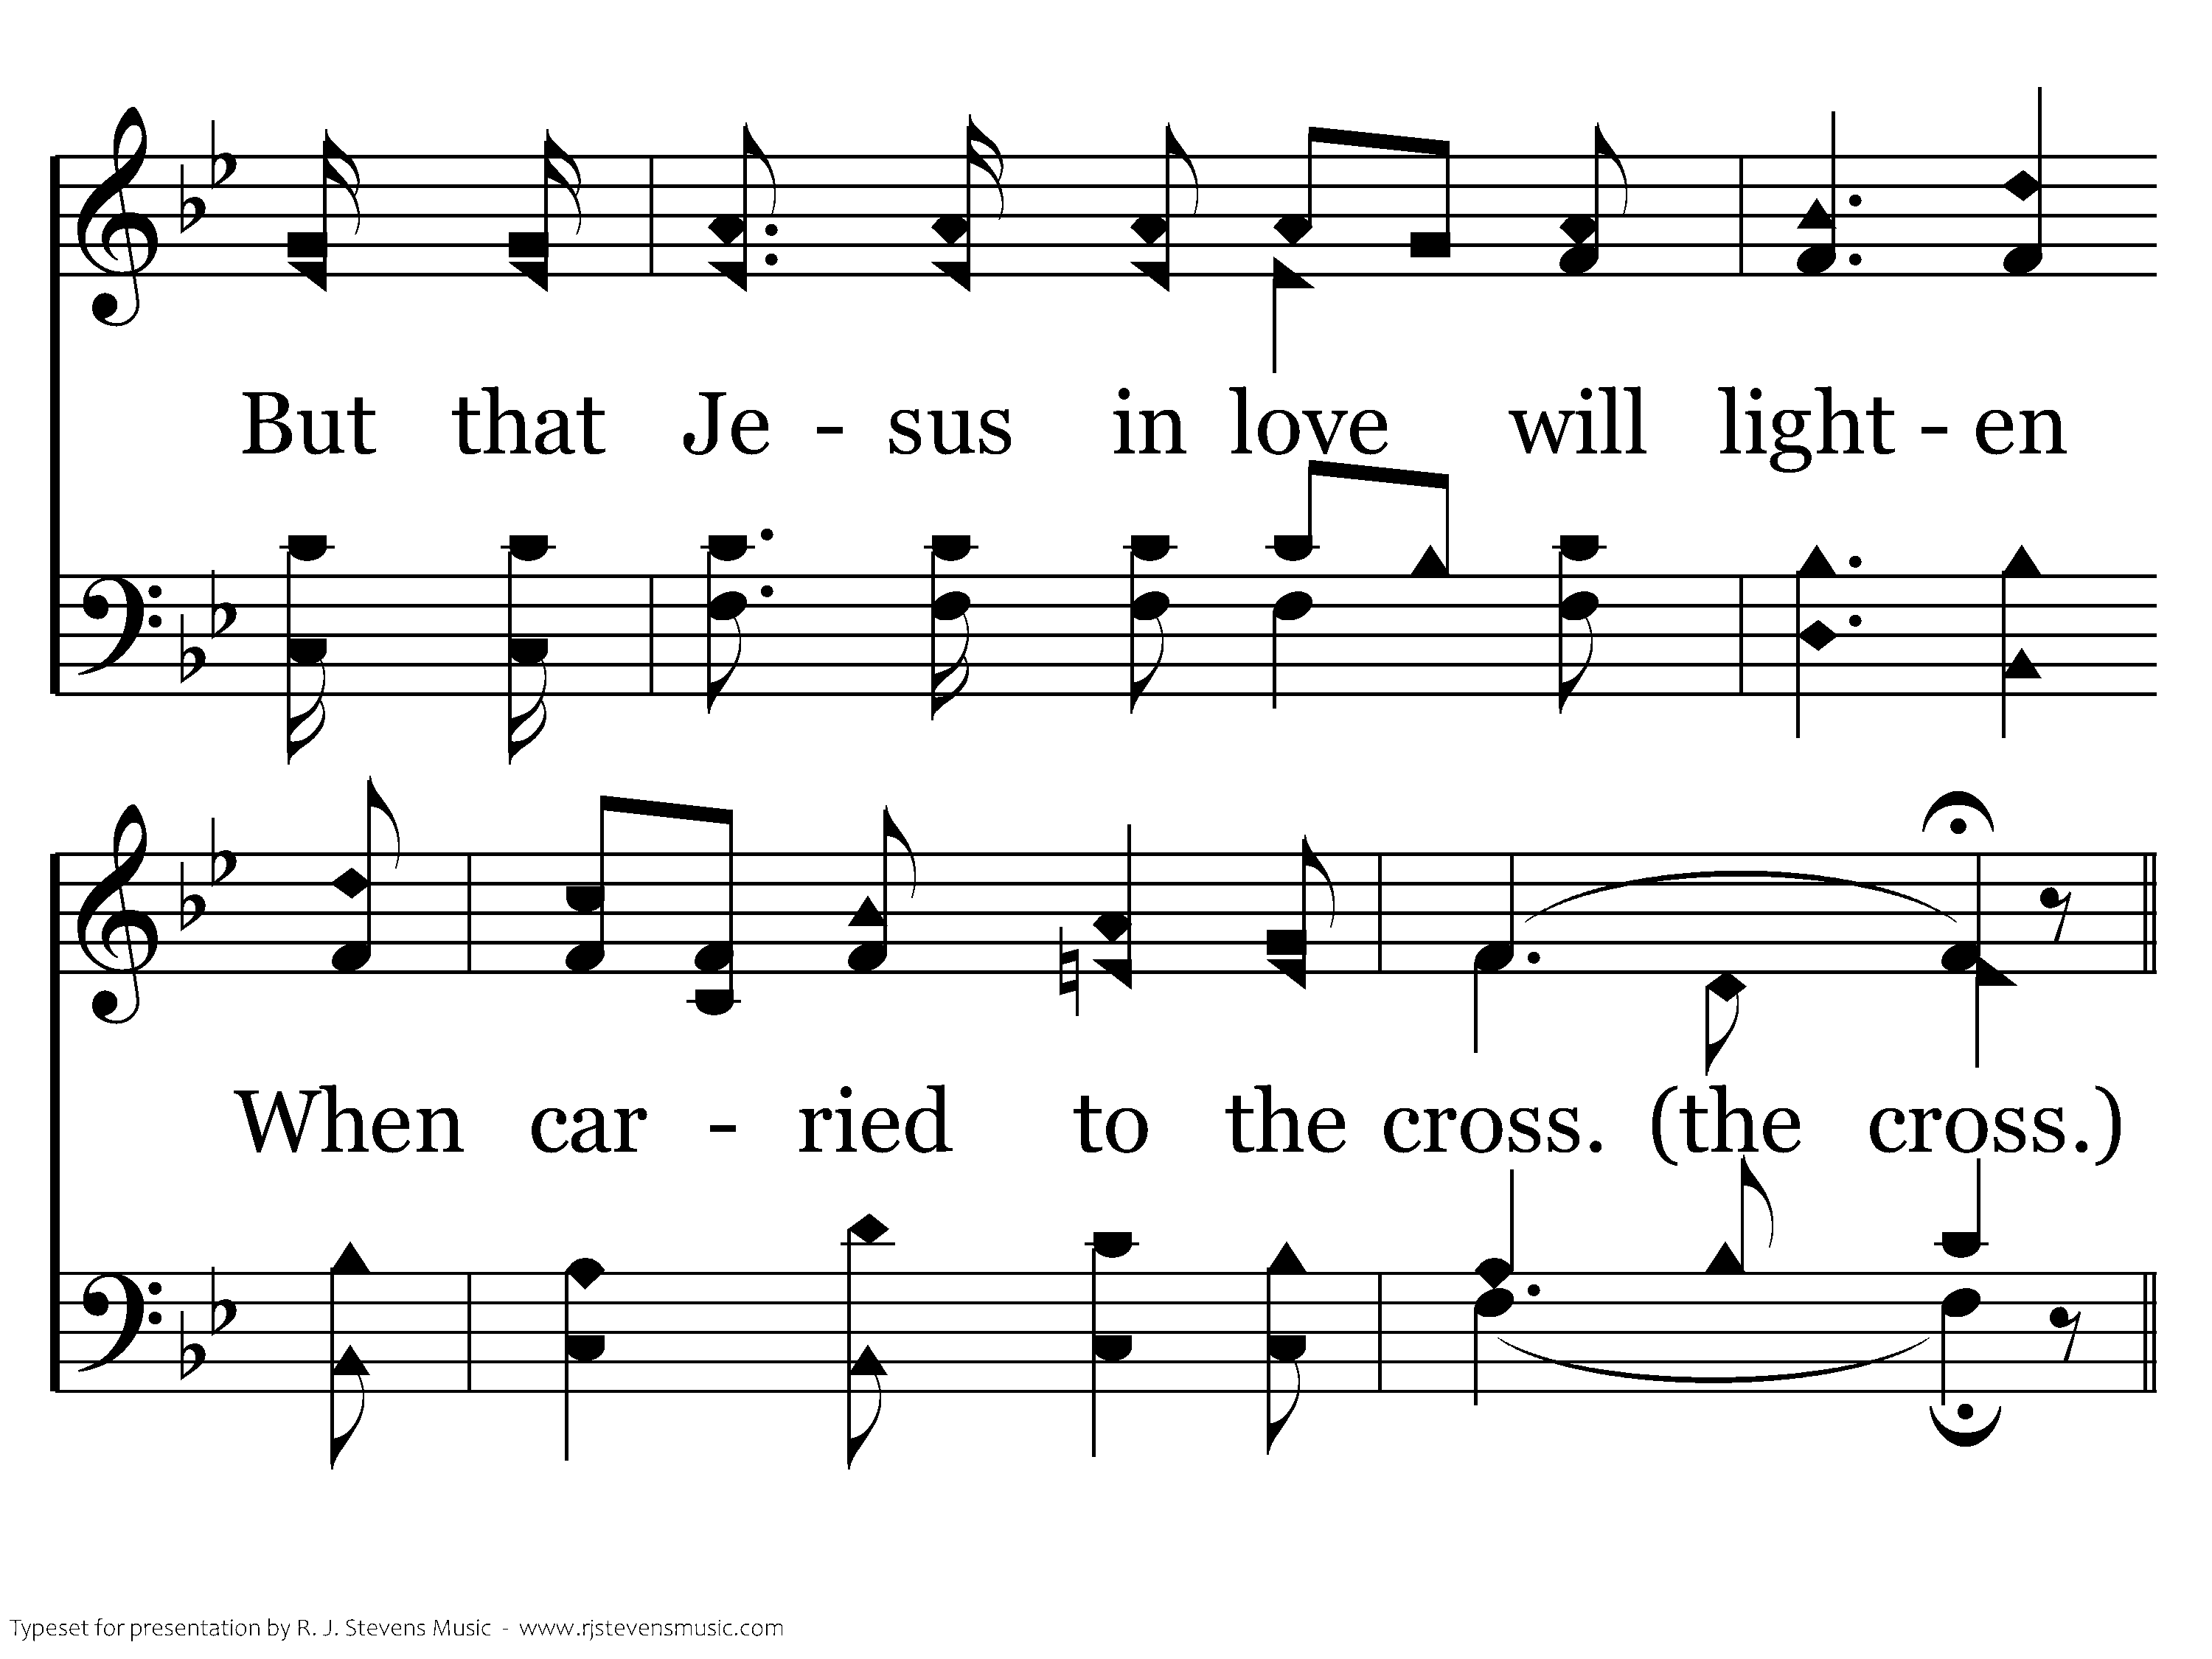 But that Je - sus in love will light - en
When car - ried to the cross. (the cross.)
Typeset for presentation by R. J. Stevens Music - www.rjstevensmusic.com